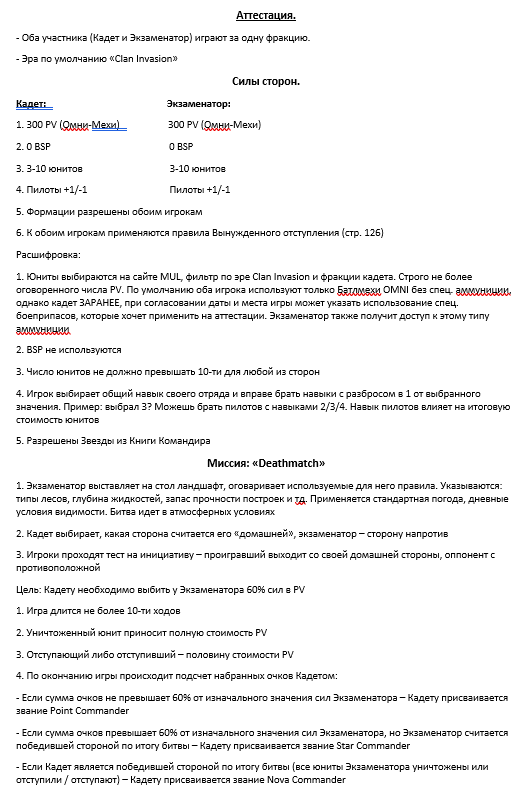 Аттестация.
- Оба участника (Кадет и Экзаменатор) играют за одну фракцию.
- Эра по умолчанию «Clan Invasion»
Силы сторон.
Кадет: Экзаменатор:
1. 300 PV (Омни-Мехи) 300 PV (Омни-Мехи)
2. 0 BSP 0 BSP
3. 3-10 юнитов 3-10 юнитов
4. Пилоты +1/-1 Пилоты +1/-1
5. Формации разрешены обоим игрокам
6. К обоим игрокам применяются правила Вынужденного отступления (стр. 126)
Расшифровка:
1. Юниты выбираются на сайте MUL, фильтр по эре Clan Invasion и фракции кадета. Строго не более
оговоренного числа PV. По умолчанию оба игрока используют только Батлмехи OMNI без спец. аммуниции,
однако кадет ЗАРАНЕЕ, при согласовании даты и места игры может указать использование спец.
боеприпасов, которые хочет применить на аттестации. Экзаменатор также получит доступ к этому типу
аммуниции
2. BSP не используются
3. Число юнитов не должно превышать 10-ти для любой из сторон
4. Игрок выбирает общий навык своего отряда и вправе брать навыки с разбросом в 1 от выбранного
значения. Пример: выбрал 3? Можешь брать пилотов с навыками 2/3/4. Навык пилотов влияет на итоговую
стоимость юнитов
5. Разрешены Звезды из Книги Командира
Миссия: «Deathmatch»
1. Экзаменатор выставляет на стол ландшафт, оговаривает используемые для него правила. Указываются:
типы лесов, глубина жидкостей, запас прочности построек и тд. Применяется стандартная погода, дневные
условия видимости. Битва идет в атмосферных условиях
2. Кадет выбирает, какая сторона считается его «домашней», экзаменатор – сторону напротив
3. Игроки проходят тест на инициативу – проигравший выходит со своей домашней стороны, оппонент с
противоположной
Цель: Кадету необходимо выбить у Экзаменатора 60% сил в PV
1. Игра длится не более 10-ти ходов
2. Уничтоженный юнит приносит полную стоимость PV
3. Отступающий либо отступивший – половину стоимости PV
4. По окончанию игры происходит подсчет набранных очков Кадетом:
- Если сумма очков не превышает 60% от изначального значения сил Экзаменатора – Кадету присваивается
звание Point Commander
- Если сумма очков превышает 60% от изначального значения сил Экзаменатора, но Экзаменатор считается
победившей стороной по итогу битвы – Кадету присваивается звание Star Commander
- Если Кадет является победившей стороной по итогу битвы (все юниты Экзаменатора уничтожены или
отступили / отступают) – Кадету присваивается звание Nova Commander